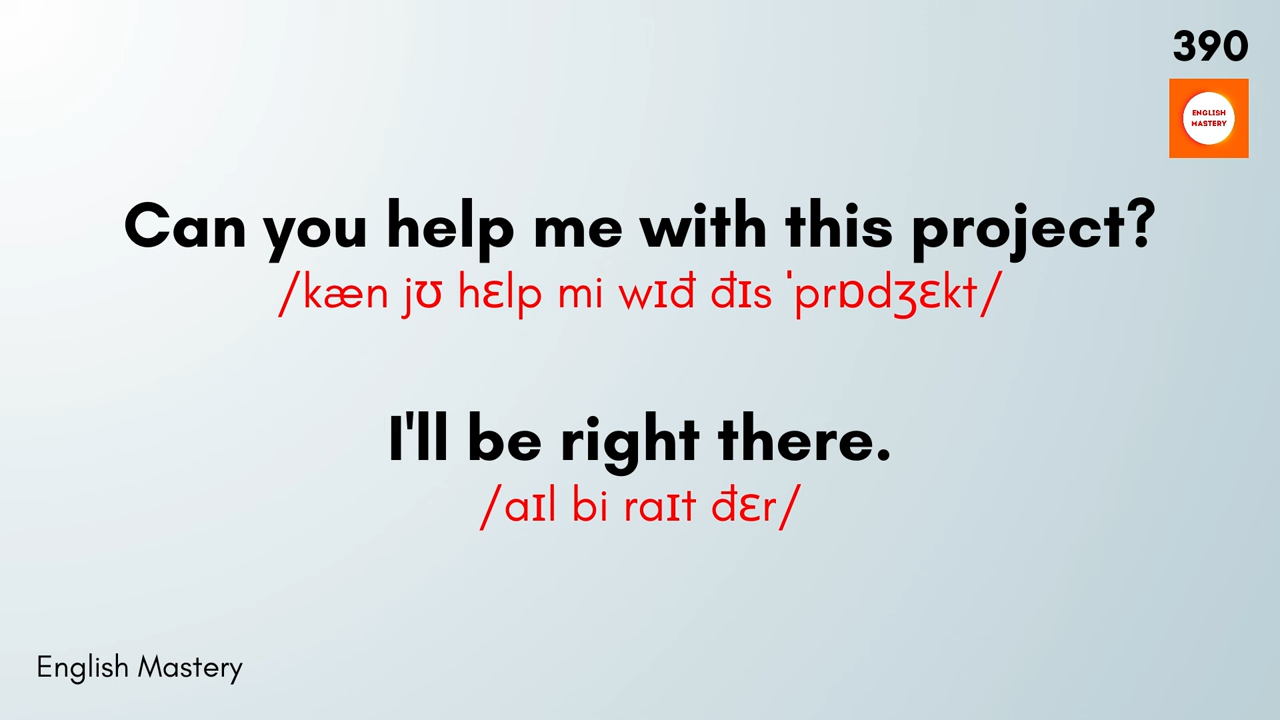 390
ENGLISH
MASTERY
Can you help me with this project?
/kæn jʊ hɛlp mi wɪđ đɪs ˈprɒdʒɛkt/
I'll be right there.
/aɪl bi raɪt đɛr/
English Mastery